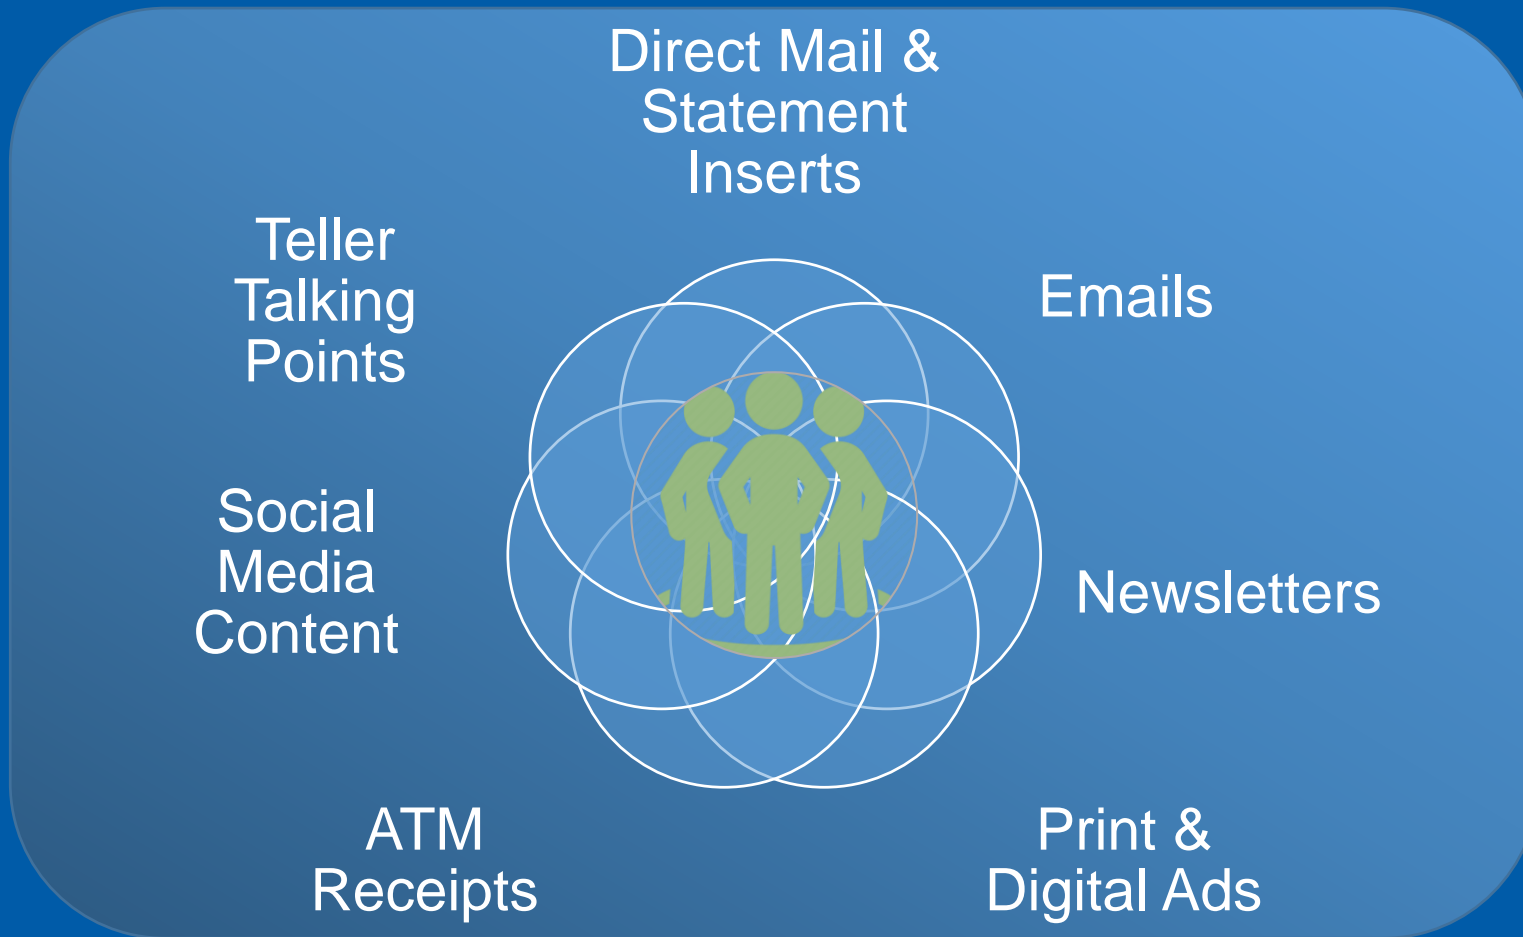 Direct Mail &
Statement
Inserts
Teller
Talking
Points
Emails
Social
Media
Content
Newsletters
ATM
Receipts
Print &
Digital Ads